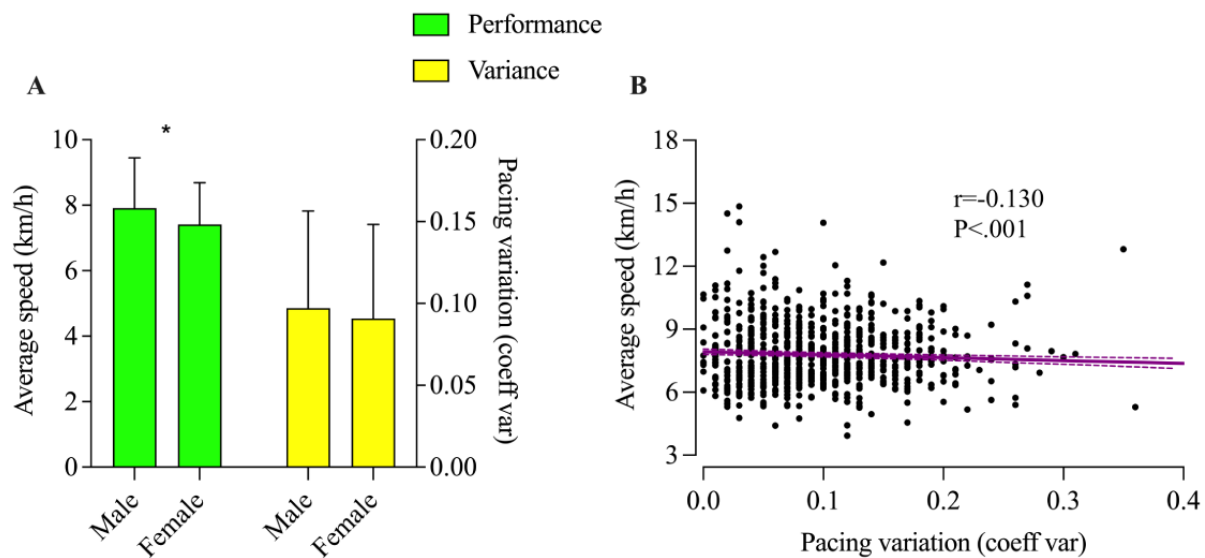 Performance
Variance
A
*
10
8
6
4
2
0
Average speed (km/h)
0.20
0.15
0.10
0.05
0.00
Pacing variation (coeff var)
Male
Female
Male
Female
B
18
15
12
9
6
3
Average speed (km/h)
r=-0.130
P<.001
0.0
0.1
0.2
0.3
0.4
Pacing variation (coeff var)